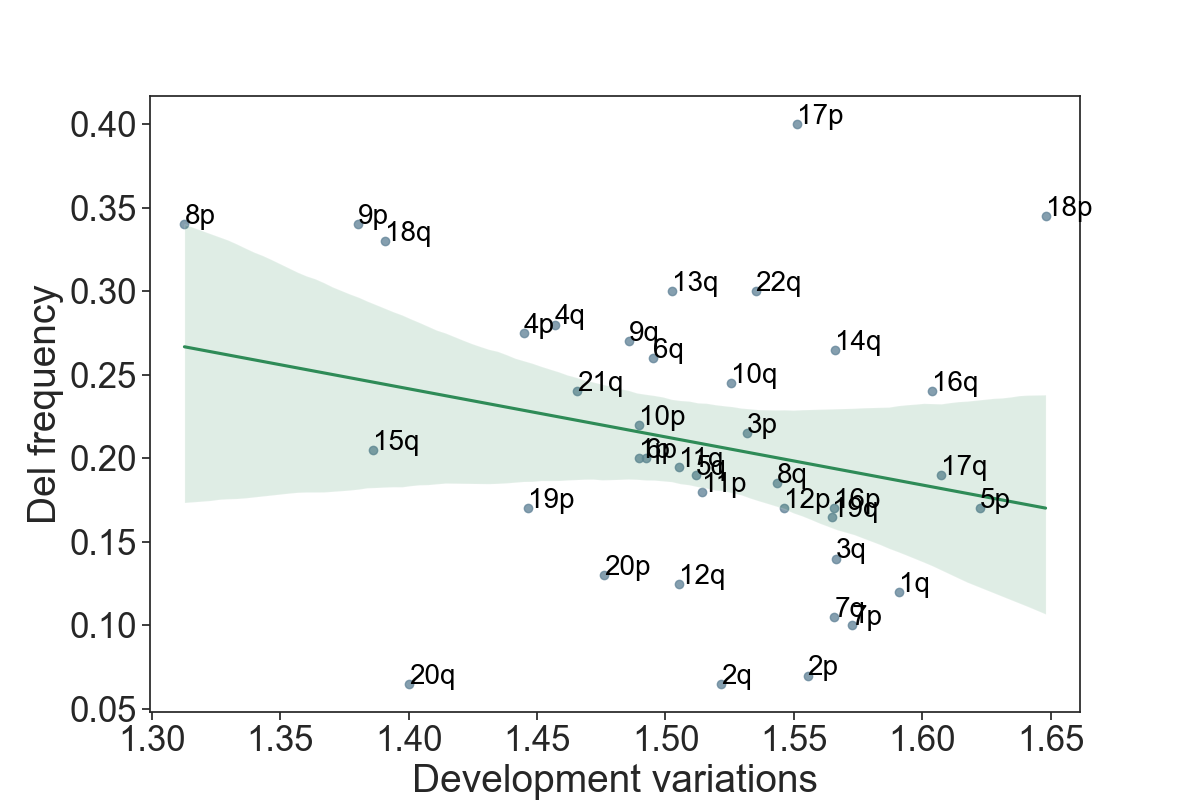 0.40
0.35
0.30
0.25
0.20
0.15
0.10
0.05
Del frequency
17p
18p
8p
9p
18q
13q
22q
4q
4p
9q
6q
14q
10q
21q
16q
10p
3p
15q
1p
6p
11q
5q
8q
17q
11p
19p
12p
16p
19q
5p
3q
20p
12q
1q
7q
7p
20q
2q
2p
1.30 1.35 1.40 1.45 1.50 1.55 1.60 1.65
Development variations